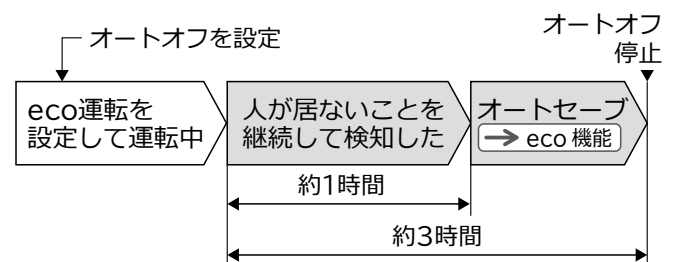 オートオフを設定
オートオフ
停止
eco運転を
設定して運転中
人が居ないことを
継続して検知した
オートセーブ
→ eco 機能
約1時間
約3時間